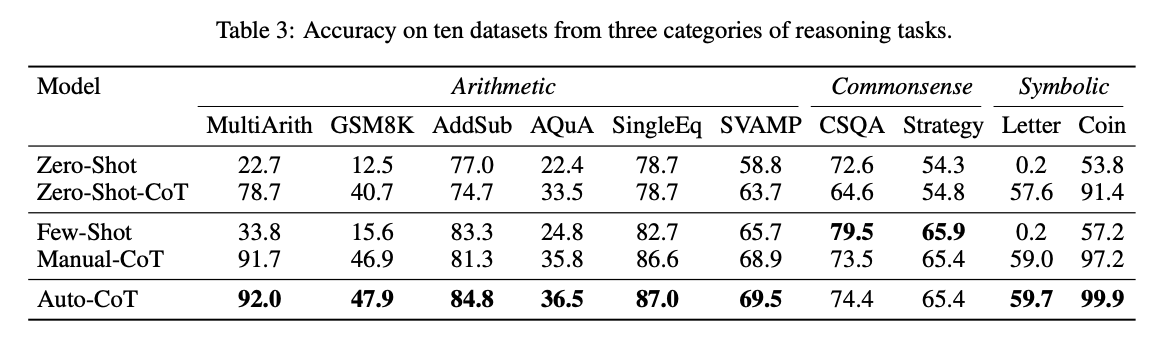 Table 3: Accuracy on ten datasets from three categories of reasoning tasks.
Model Arithmetic Commonsense Symbolic
MultiArith GSM8K AddSub AQuA SingleEq SVAMP CSQA Strategy Letter Coin
Zero-Shot 22.7 12.5 77.0 22.4 78.7 58.8 72.6 54.3 0.2 53.8
Zero-Shot-CoT 78.7 40.7 74.7 33.5 78.7 63.7 64.6 54.8 57.6 91.4
Few-Shot 33.8 15.6 83.3 24.8 82.7 65.7 79.5 65.9 0.2 57.2
Manual-CoT 91.7 46.9 81.3 35.8 86.6 68.9 73.5 65.4 59.0 97.2
Auto-CoT 92.0 47.9 84.8 36.5 87.0 69.5 74.4 65.4 59.7 99.9